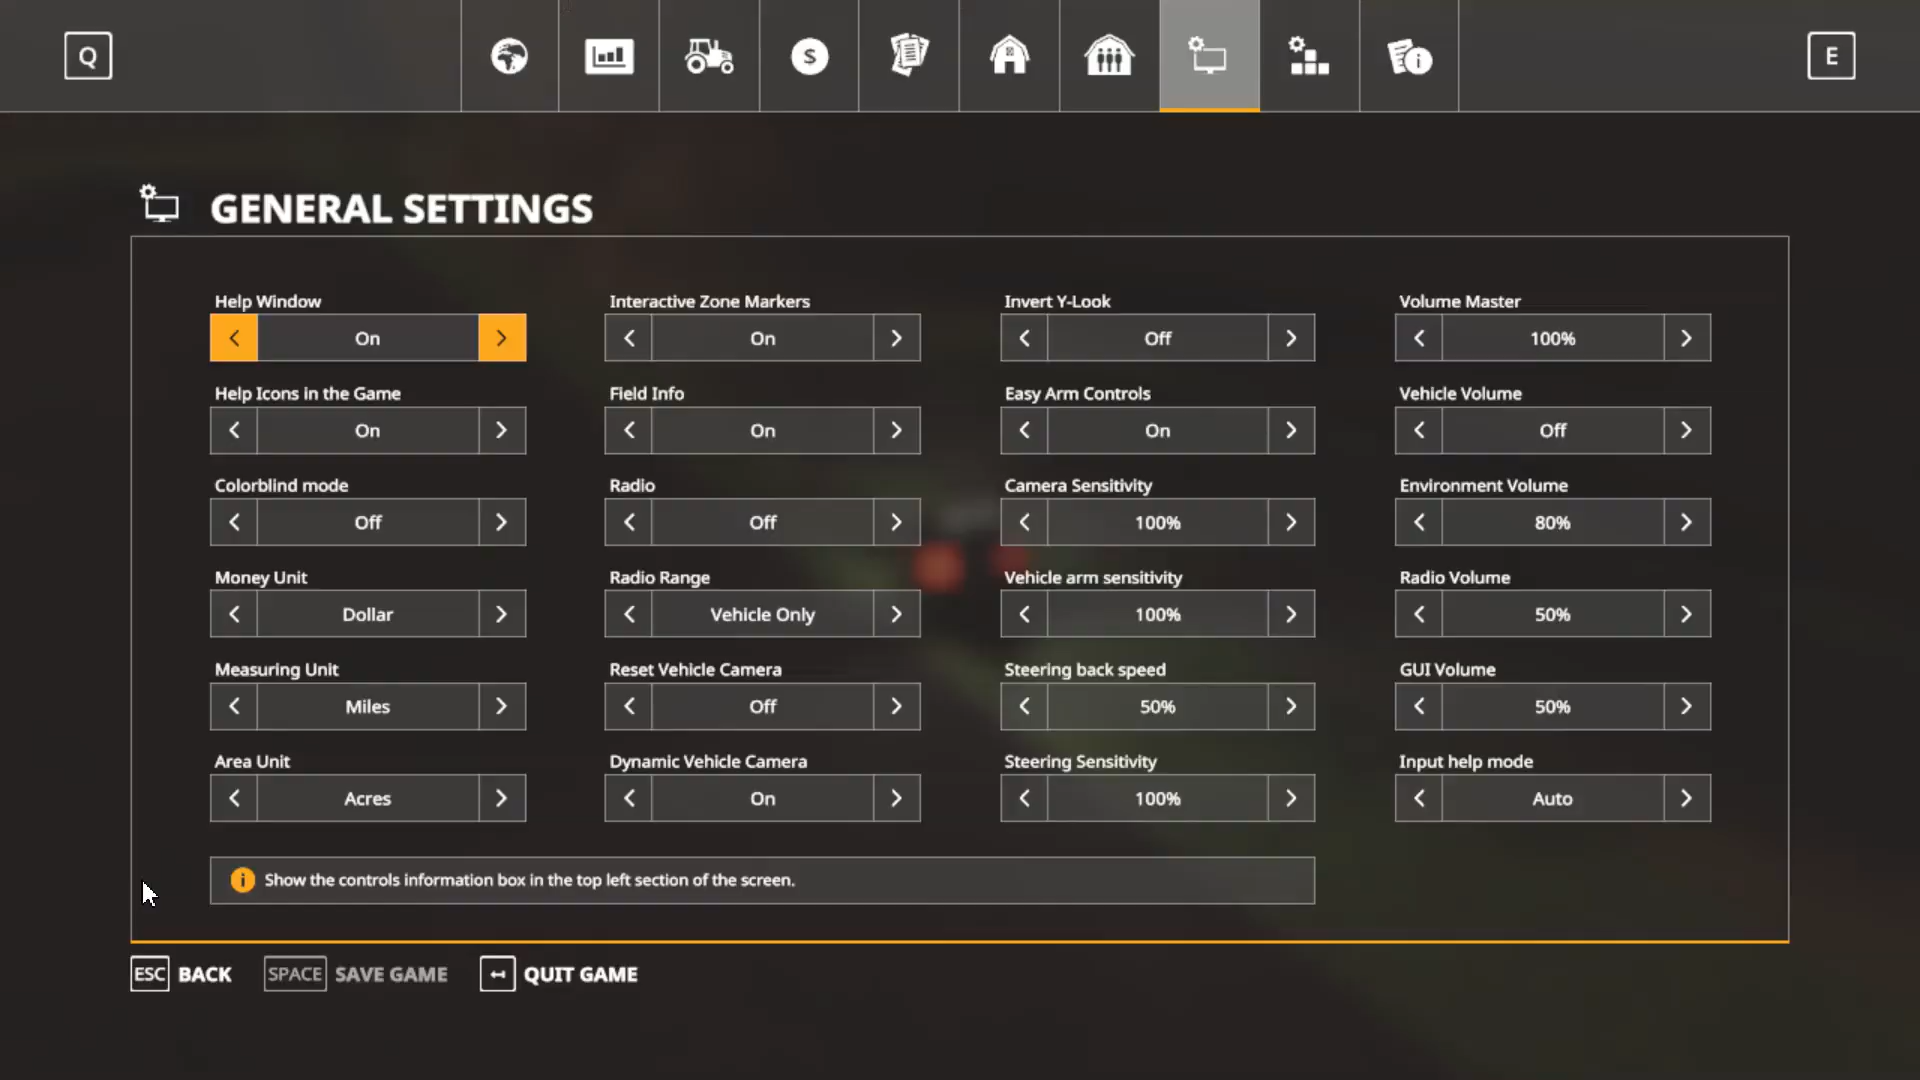 Q
$
E
GENERAL SETTINGS
Help Window
On
Interactive Zone Markers
On
Invert Y-Look
Off
Volume Master
100%
Help Icons in the Game
On
Field Info
On
Easy Arm Controls
On
Vehicle Volume
Off
Colorblind mode
Off
Radio
Off
Camera Sensitivity
100%
Environment Volume
80%
Money Unit
Dollar
Radio Range
Vehicle Only
Vehicle arm sensitivity
100%
Radio Volume
50%
Measuring Unit
Miles
Reset Vehicle Camera
Off
Steering back speed
50%
GUI Volume
50%
Area Unit
Acres
Dynamic Vehicle Camera
On
Steering Sensitivity
100%
Input help mode
Auto
Show the controls information box in the top left section of the screen.
ESC BACK SPACE SAVE GAME QUIT GAME